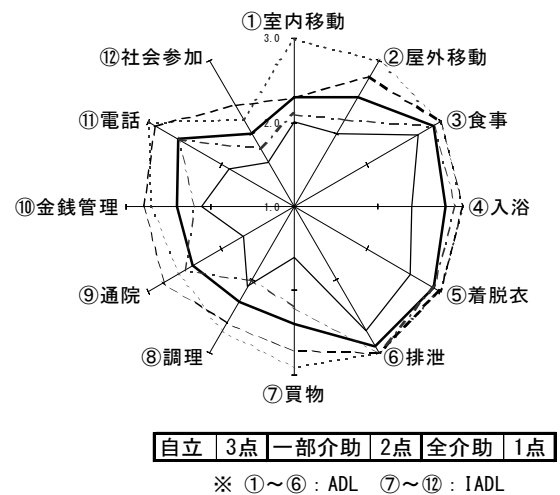 ①室内移動
3.0
⑫社会参加
②屋外移動
⑪電話
2.0
③食事
⑩金銭管理
1.0
④入浴
⑨通院
⑤着脱衣
⑧調理
⑥排泄
⑦買物
自立 3点 一部介助 2点 全介助 1点
※ ①～⑥：ADL ⑦～⑫：IADL